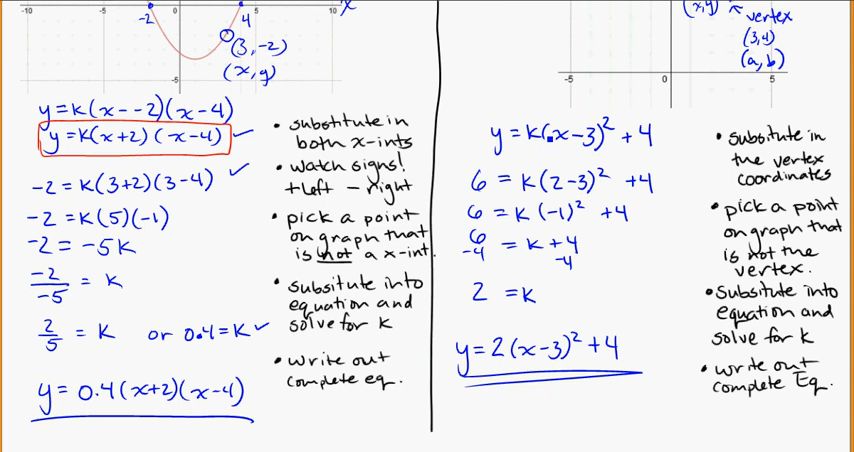 -10
-5
0
5
10
x
-2
4
(3,-2)
(x,y)
-5
y=k(x--2)(x-4)
y=k(x+2)(x-4) ✓
-2=k(3+2)(3-4) ✓
-2=k(5)(-1)
-2=-5k
-2/-5 = k
2/5 = k or 0.4=k ✓
y=0.4(x+2)(x-4)
• substitute in
both x-ints
• watch signs!
+left - right
• pick a point
on graph that
is not a x-int.
• subsitute into
equation and
solve for k
• write out
complete eq.
(x,y) vertex
(3,4)
(a,b)
-5
0
5
y=k(x-3)²+4
6=k(2-3)²+4
6=k(-1)²+4
6=k+4
-4 -4
2=k
y=2(x-3)²+4
• subsitute in
the vertex
coordinates
• pick a point
on graph that
is not the
vertex.
• Subsitute into
equation and
solve for k
• write out
complete Eq.